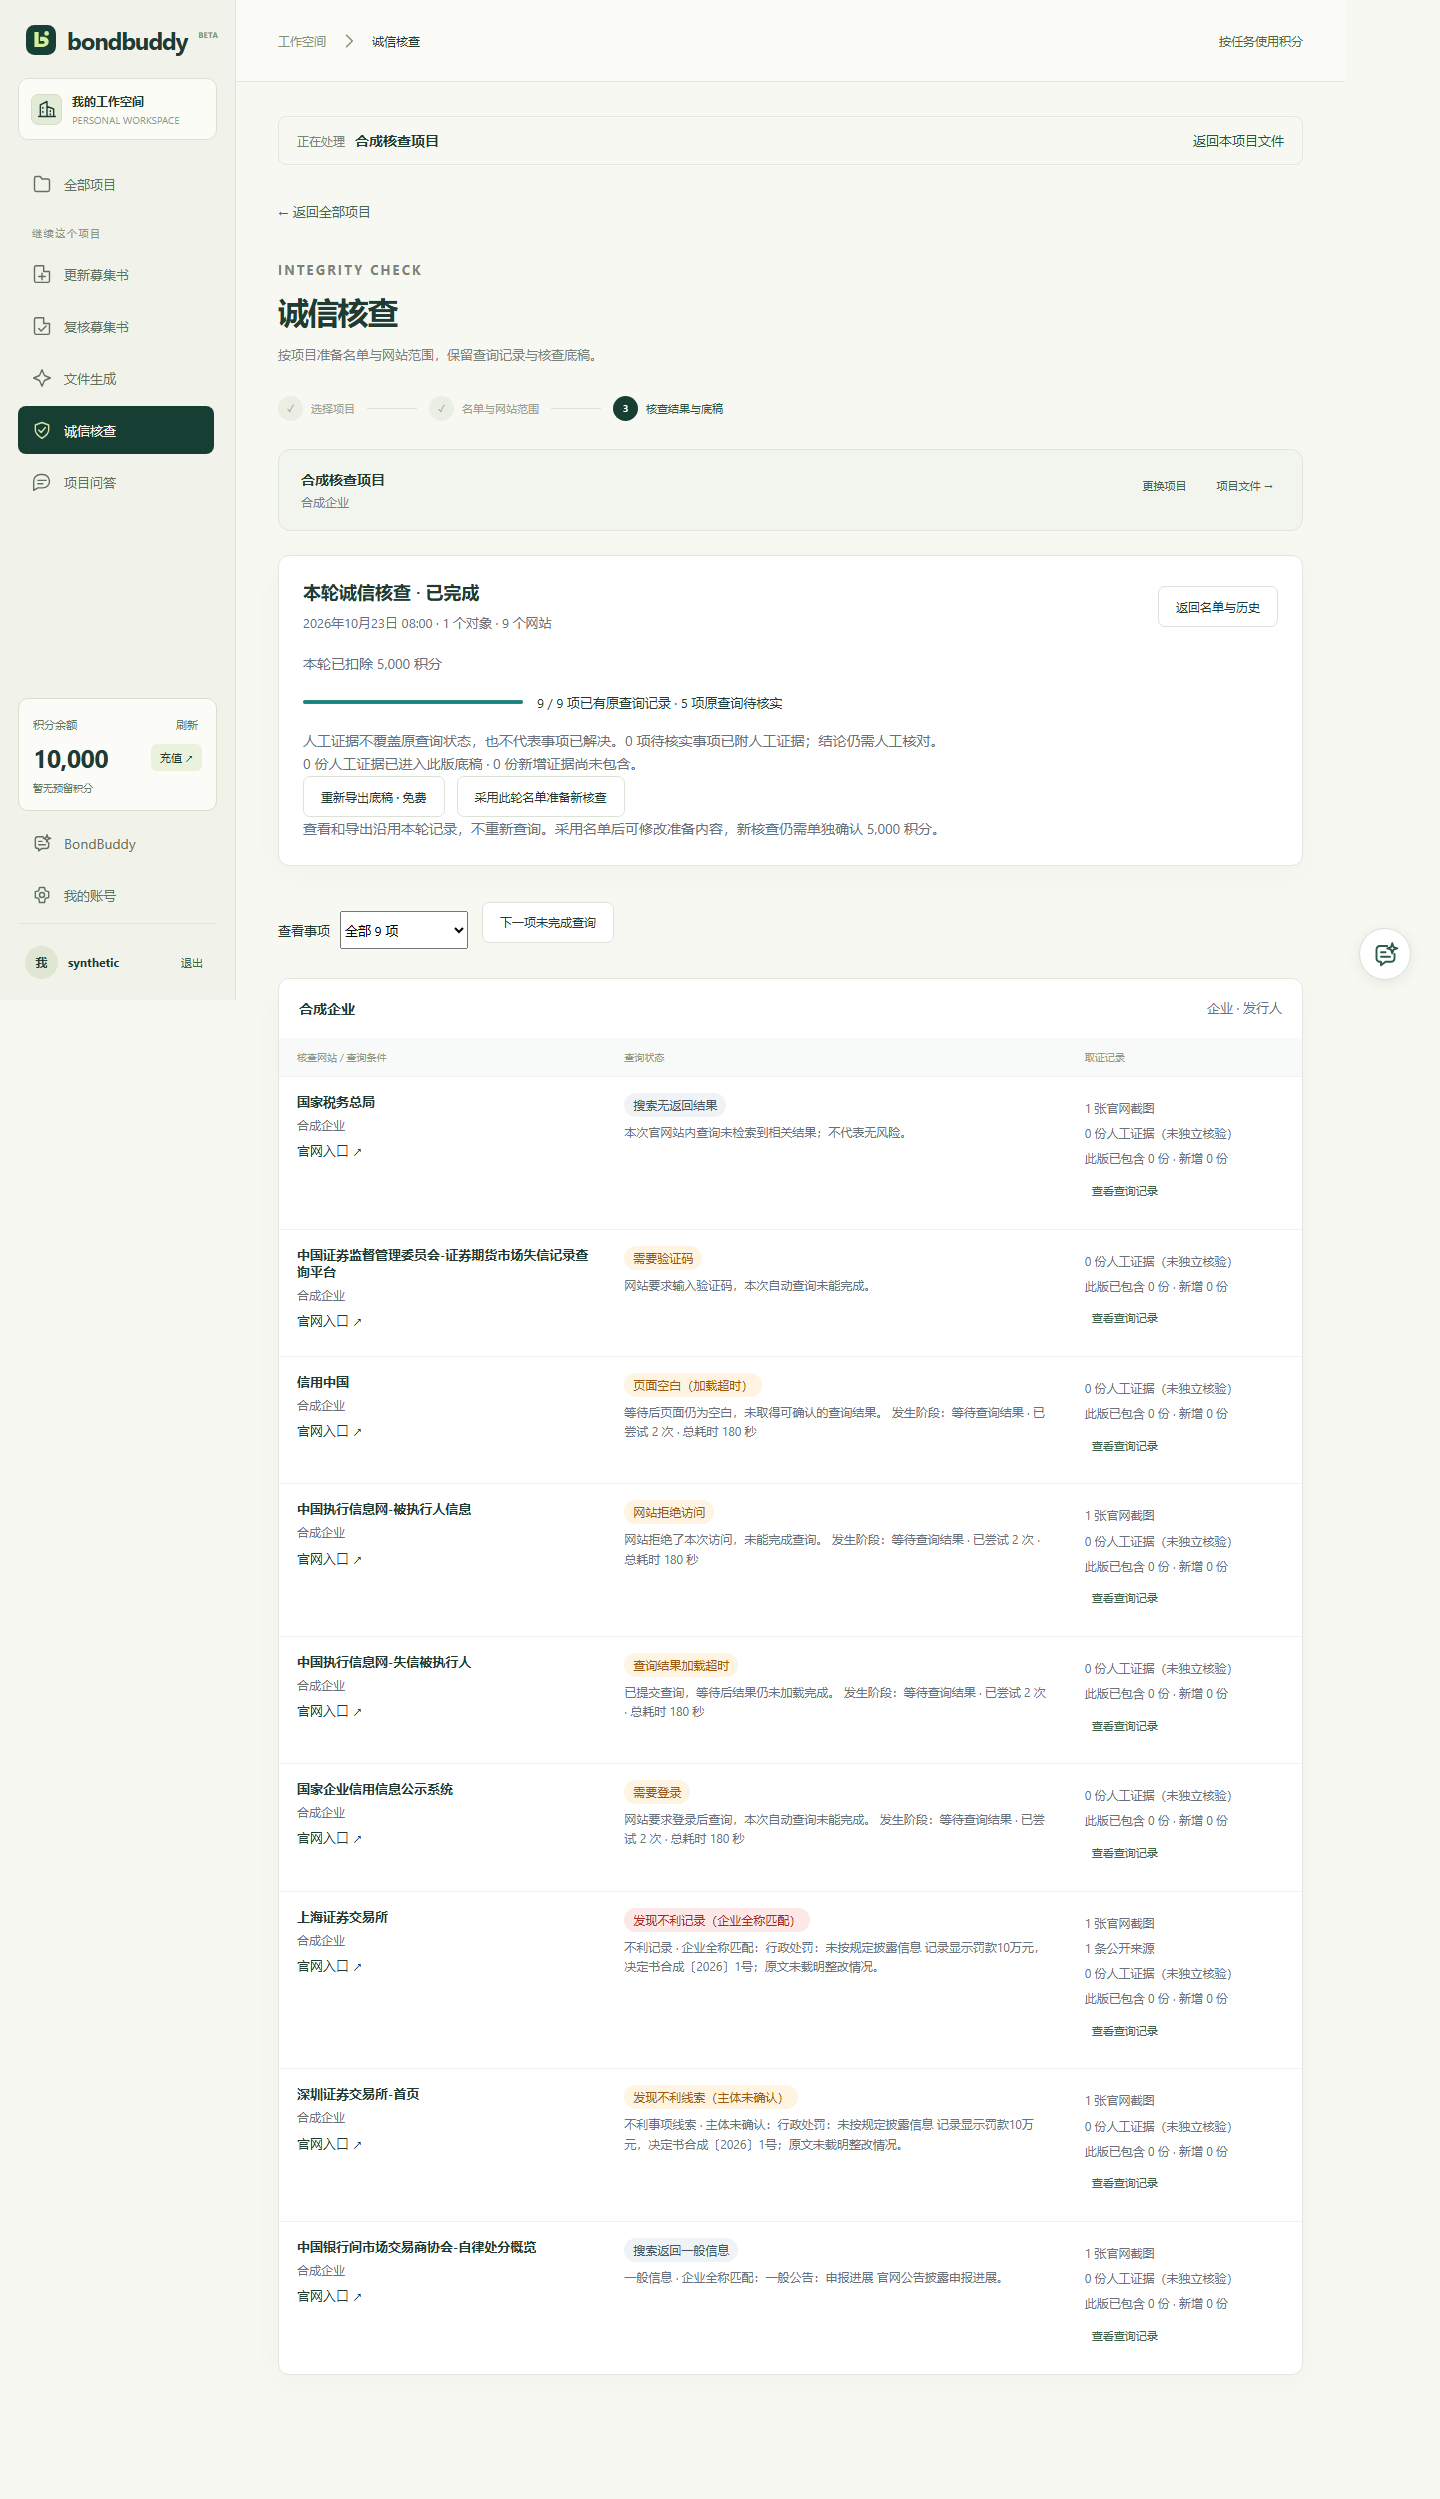 bondbuddy BETA
我的工作空间
PERSONAL WORKSPACE
全部项目
继续这个项目
更新募集书
复核募集书
文件生成
诚信核查
项目问答
积分余额 刷新
10,000 充值 ↗
暂无预留积分
BondBuddy
我的账号
我 synthetic 退出
工作空间 > 诚信核查 按任务使用积分
正在处理 合成核查项目 返回本项目文件
← 返回全部项目
INTEGRITY CHECK
诚信核查
按项目准备名单与网站范围，保留查询记录与核查底稿。
✓ 选择项目 ✓ 名单与网站范围 3 核查结果与底稿
合成核查项目
合成企业
更换项目 项目文件 →
本轮诚信核查 · 已完成
2026年10月23日 08:00 · 1 个对象 · 9 个网站
返回名单与历史
本轮已扣除 5,000 积分
9 / 9 项已有原查询记录 · 5 项原查询待核实
人工证据不覆盖原查询状态，也不代表事项已解决。0 项待核实事项已附人工证据；结论仍需人工核对。
0 份人工证据已进入此版底稿 · 0 份新增证据尚未包含。
重新导出底稿 · 免费 采用此轮名单准备新核查
查看和导出沿用本轮记录，不重新查询。采用名单后可修改准备内容，新核查仍需单独确认 5,000 积分。
查看事项 全部 9 项 下一项未完成查询
合成企业 企业 · 发行人
核查网站 / 查询条件 查询状态 取证记录
国家税务总局
合成企业
官网入口 ↗
搜索无返回结果
本次官网站内查询未检索到相关结果；不代表无风险。
1 张官网截图
0 份人工证据（未独立核验）
此版已包含 0 份 · 新增 0 份
查看查询记录
中国证券监督管理委员会-证券期货市场失信记录查
询平台
合成企业
官网入口 ↗
需要验证码
网站要求输入验证码，本次自动查询未能完成。
0 份人工证据（未独立核验）
此版已包含 0 份 · 新增 0 份
查看查询记录
信用中国
合成企业
官网入口 ↗
页面空白（加载超时）
等待后页面仍为空白，未取得可确认的查询结果。 发生阶段：等待查询结果 · 已
尝试 2 次 · 总耗时 180 秒
0 份人工证据（未独立核验）
此版已包含 0 份 · 新增 0 份
查看查询记录
中国执行信息网-被执行人信息
合成企业
官网入口 ↗
网站拒绝访问
网站拒绝了本次访问，未能完成查询。 发生阶段：等待查询结果 · 已尝试 2 次 ·
总耗时 180 秒
1 张官网截图
0 份人工证据（未独立核验）
此版已包含 0 份 · 新增 0 份
查看查询记录
中国执行信息网-失信被执行人
合成企业
官网入口 ↗
查询结果加载超时
已提交查询，等待后结果仍未加载完成。 发生阶段：等待查询结果 · 已尝试 2 次
· 总耗时 180 秒
0 份人工证据（未独立核验）
此版已包含 0 份 · 新增 0 份
查看查询记录
国家企业信用信息公示系统
合成企业
官网入口 ↗
需要登录
网站要求登录后查询，本次自动查询未能完成。 发生阶段：等待查询结果 · 已尝
试 2 次 · 总耗时 180 秒
0 份人工证据（未独立核验）
此版已包含 0 份 · 新增 0 份
查看查询记录
上海证券交易所
合成企业
官网入口 ↗
发现不利记录（企业全称匹配）
不利记录 · 企业全称匹配：行政处罚：未按规定披露信息 记录显示罚款10万元，
决定书合成〔2026〕1号；原文未载明整改情况。
1 张官网截图
1 条公开来源
0 份人工证据（未独立核验）
此版已包含 0 份 · 新增 0 份
查看查询记录
深圳证券交易所-首页
合成企业
官网入口 ↗
发现不利线索（主体未确认）
不利事项线索 · 主体未确认：行政处罚：未按规定披露信息 记录显示罚款10万
元，决定书合成〔2026〕1号；原文未载明整改情况。
1 张官网截图
0 份人工证据（未独立核验）
此版已包含 0 份 · 新增 0 份
查看查询记录
中国银行间市场交易商协会-自律处分概览
合成企业
官网入口 ↗
搜索返回一般信息
一般信息 · 企业全称匹配：一般公告：申报进展 官网公告披露申报进展。
1 张官网截图
0 份人工证据（未独立核验）
此版已包含 0 份 · 新增 0 份
查看查询记录